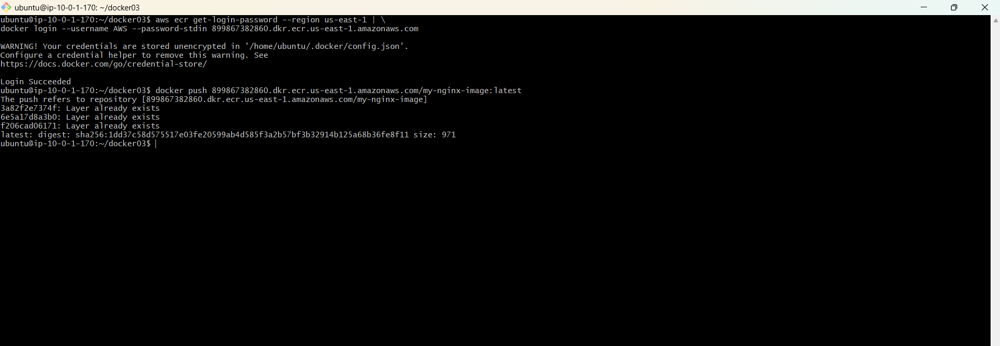 ubuntu@ip-10-0-1-170: ~/docker03
ubuntu@ip-10-0-1-170:~/docker03$ aws ecr get-login-password --region us-east-1 | \
docker login --username AWS --password-stdin 899867382860.dkr.ecr.us-east-1.amazonaws.com
WARNING! Your credentials are stored unencrypted in '/home/ubuntu/.docker/config.json'.
Configure a credential helper to remove this warning. See
https://docs.docker.com/go/credential-store/
Login Succeeded
ubuntu@ip-10-0-1-170:~/docker03$ docker push 899867382860.dkr.ecr.us-east-1.amazonaws.com/my-nginx-image:latest
The push refers to repository [899867382860.dkr.ecr.us-east-1.amazonaws.com/my-nginx-image]
3a82f2e7374f: Layer already exists
6e5a17d8a3b0: Layer already exists
f206cad06171: Layer already exists
latest: digest: sha256:1dd37c58d575517e03fe20599ab4d585f3a2b57bf3b32914b125a68b36fe8f11 size: 971
ubuntu@ip-10-0-1-170:~/docker03$